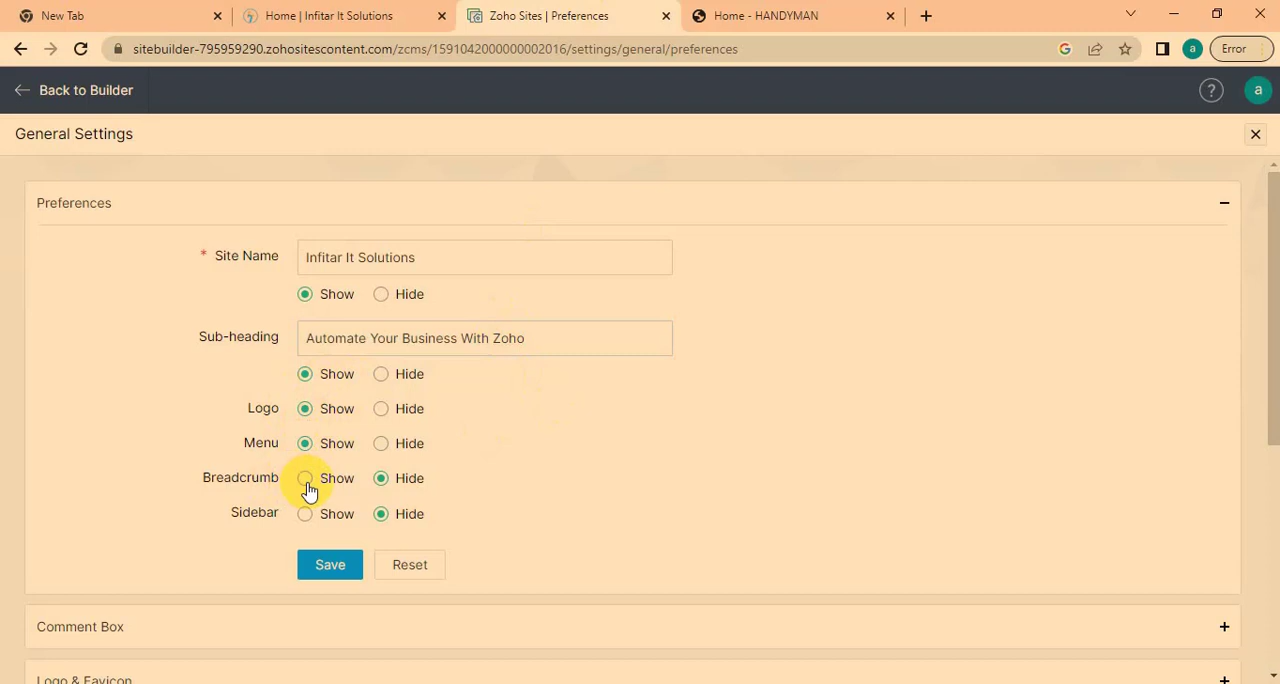 New Tab
Home | Infitar It Solutions
Zoho Sites | Preferences
Home - HANDYMAN
sitebuilder-795959290.zohositescontent.com/zcms/1591042000000002016/settings/general/preferences
a
Error
Back to Builder
?
a
General Settings
Preferences
* Site Name
Infitar It Solutions
Show Hide
Sub-heading
Automate Your Business With Zoho
Show Hide
Logo Show Hide
Menu Show Hide
Breadcrumb Show Hide
Sidebar Show Hide
Save Reset
Comment Box
Logo & Favicon